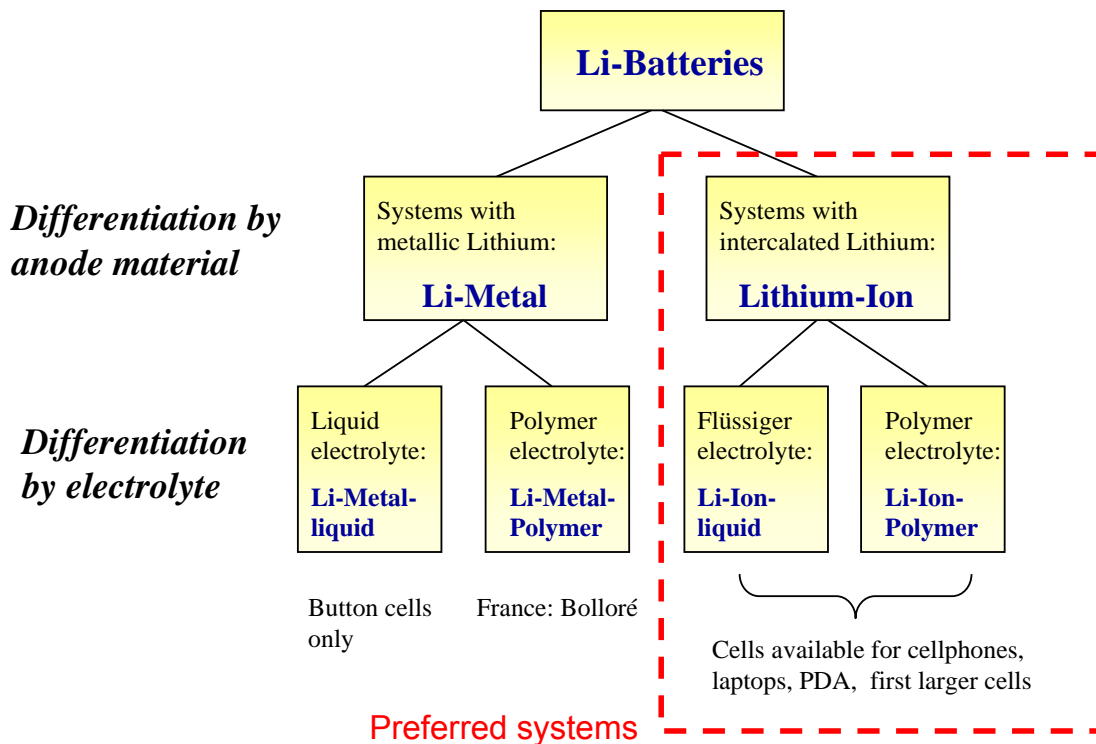 Li-Batteries
Differentiation by
anode material
Systems with
metallic Lithium:
Li-Metal
Systems with
intercalated Lithium:
Lithium-Ion
Differentiation
by electrolyte
Liquid
electrolyte:
Li-Metal-
liquid
Polymer
electrolyte:
Li-Metal-
Polymer
Flüssiger
electrolyte:
Li-Ion-
liquid
Polymer
electrolyte:
Li-Ion-
Polymer
Button cells
only
France: Bolloré
Cells available for cellphones,
laptops, PDA, first larger cells
Preferred systems